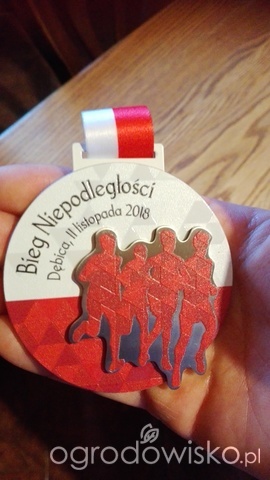 Bieg Niepodległości
Dębica, 11 listopada 2018
ogrodowisko.pl